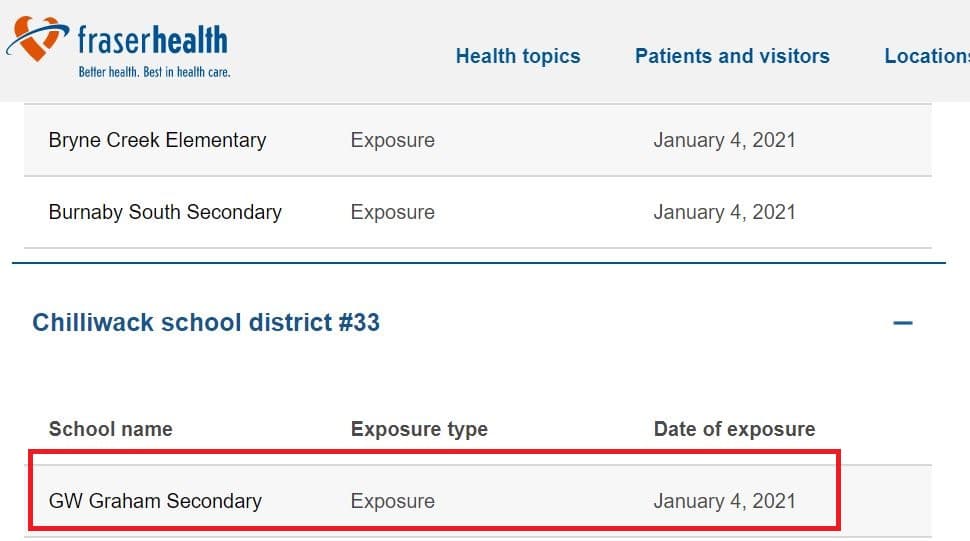 fraserhealth
Better health. Best in health care.
Health topics Patients and visitors Locations
Bryne Creek Elementary Exposure January 4, 2021
Burnaby South Secondary Exposure January 4, 2021
Chilliwack school district #33
School name Exposure type Date of exposure
GW Graham Secondary Exposure January 4, 2021